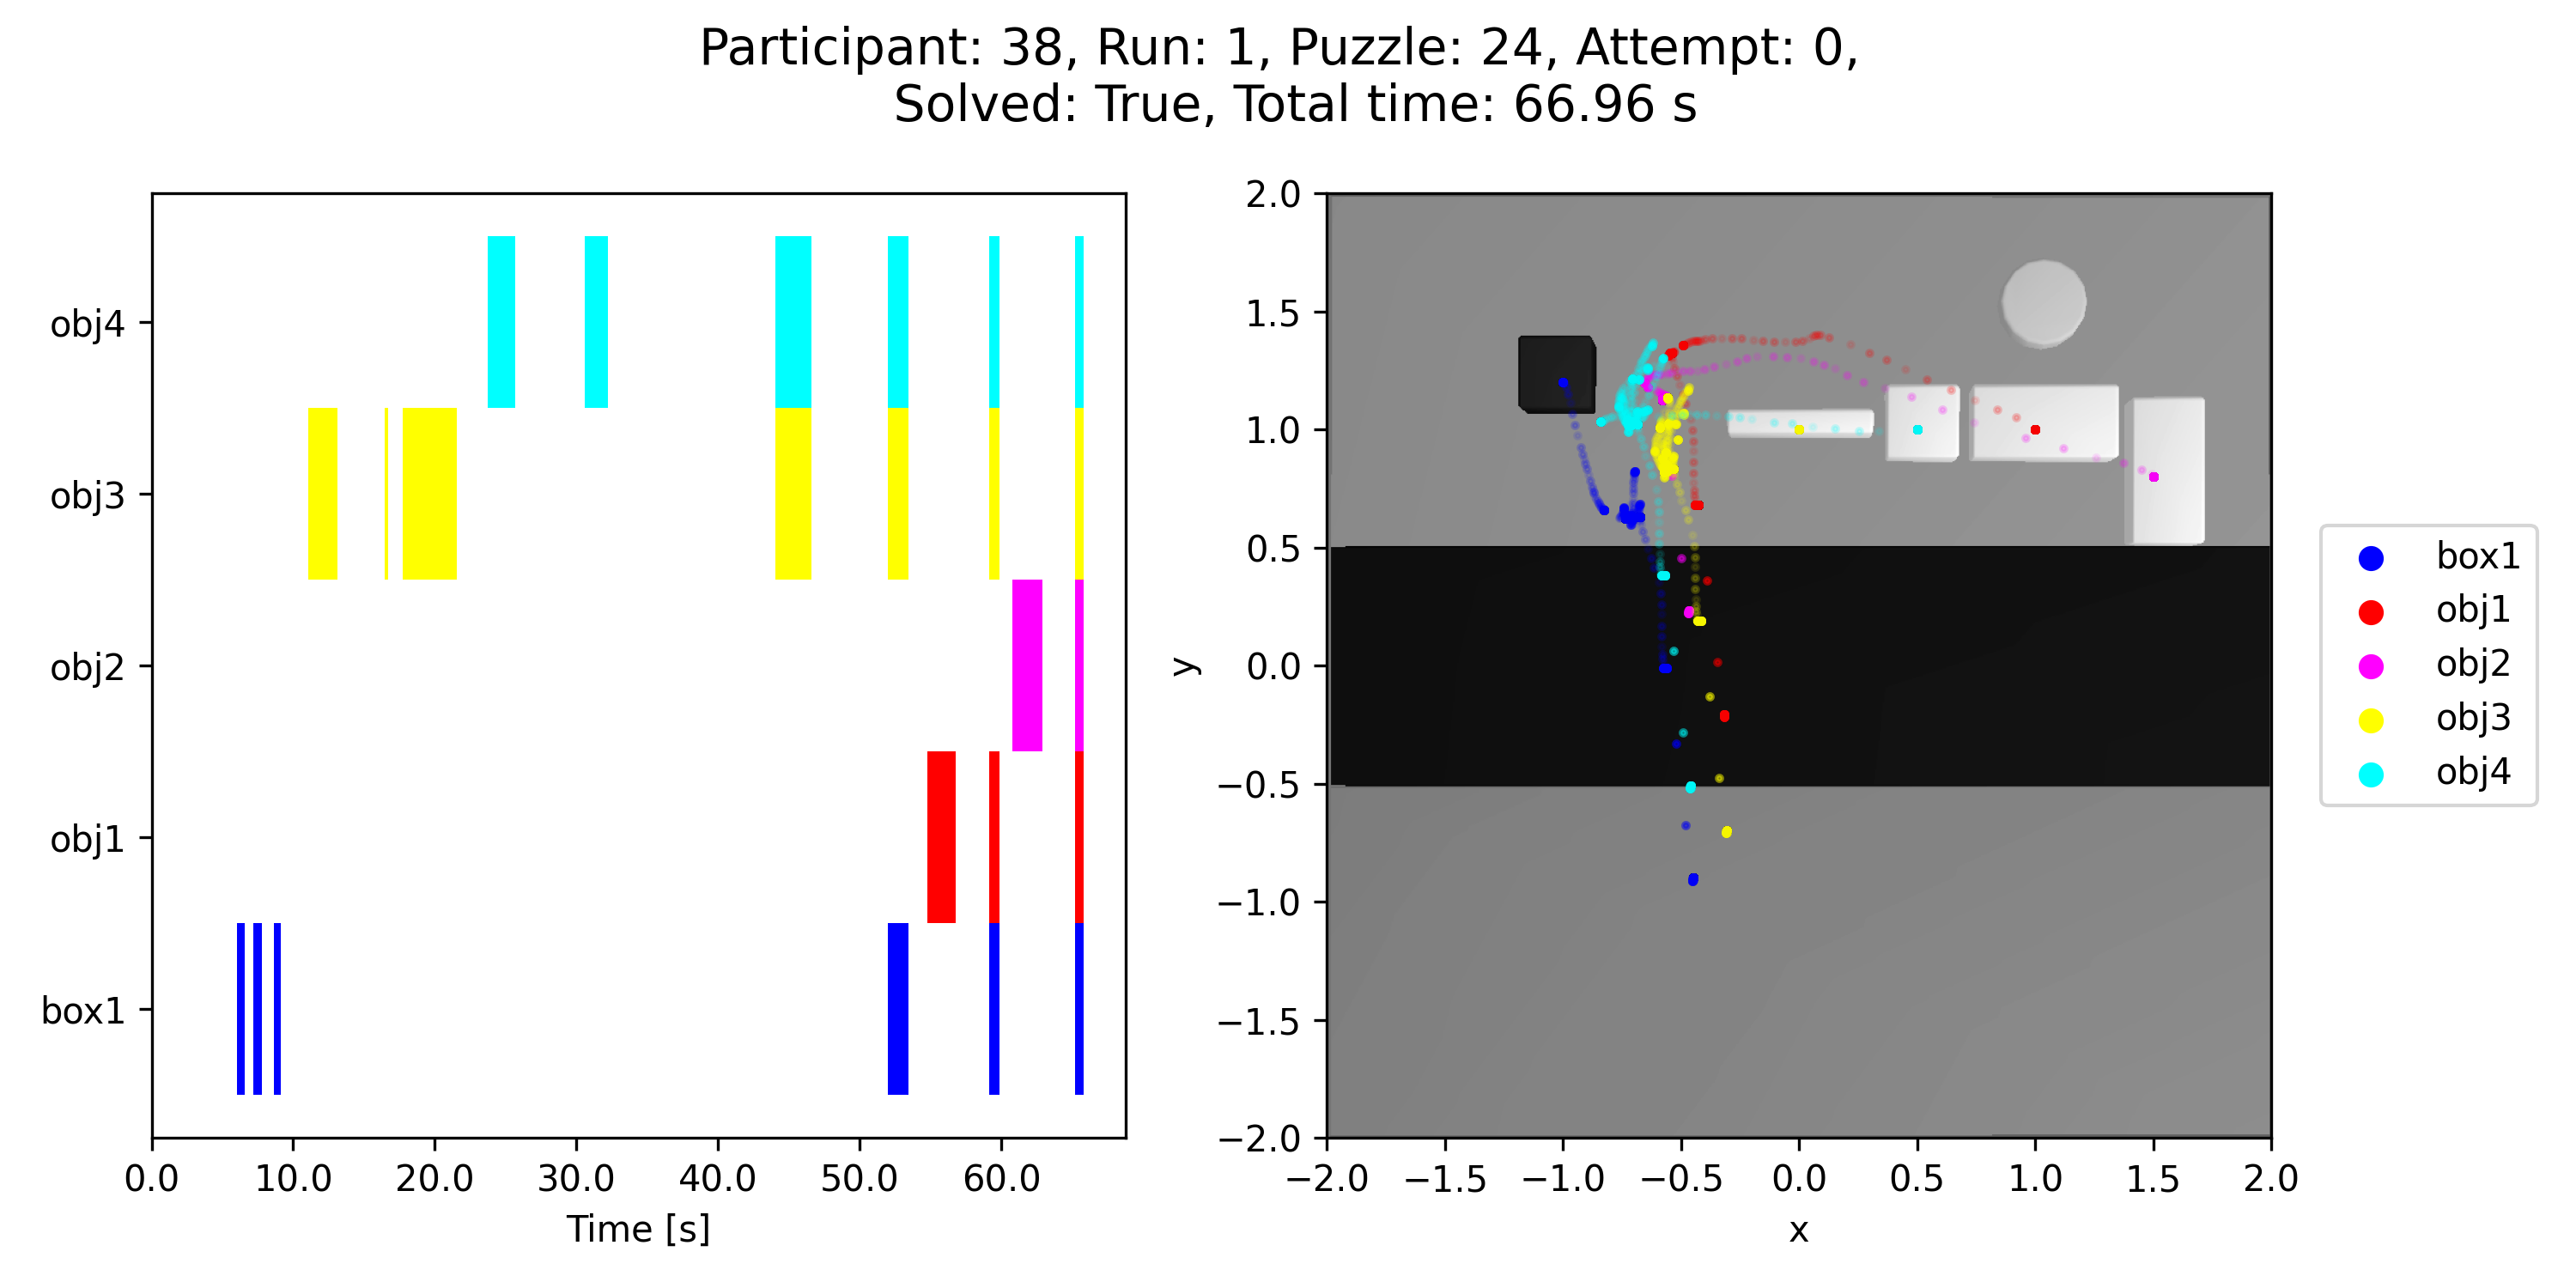 Participant: 38, Run: 1, Puzzle: 24, Attempt: 0,
Solved: True, Total time: 66.96 s
obj4
obj3
obj2
obj1
box1
0.0 10.0 20.0 30.0 40.0 50.0 60.0
Time [s]
2.0
1.5
1.0
0.5
0.0
−0.5
−1.0
−1.5
−2.0
y
−2.0 −1.5 −1.0 −0.5 0.0 0.5 1.0 1.5 2.0
x
box1
obj1
obj2
obj3
obj4